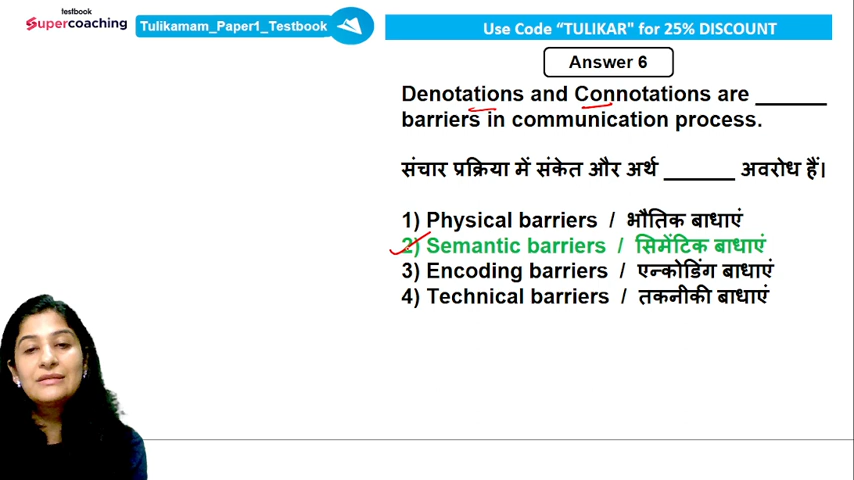 testbook
Supercoaching
Tulikamam_Paper1_Testbook
Use Code “TULIKAR" for 25% DISCOUNT
Answer 6
Denotations and Connotations are ______
barriers in communication process.
संचार प्रक्रिया में संकेत और अर्थ ______ अवरोध हैं।
1) Physical barriers / भौतिक बाधाएं
2) Semantic barriers / सिमेंटिक बाधाएं
3) Encoding barriers / एन्कोडिंग बाधाएं
4) Technical barriers / तकनीकी बाधाएं